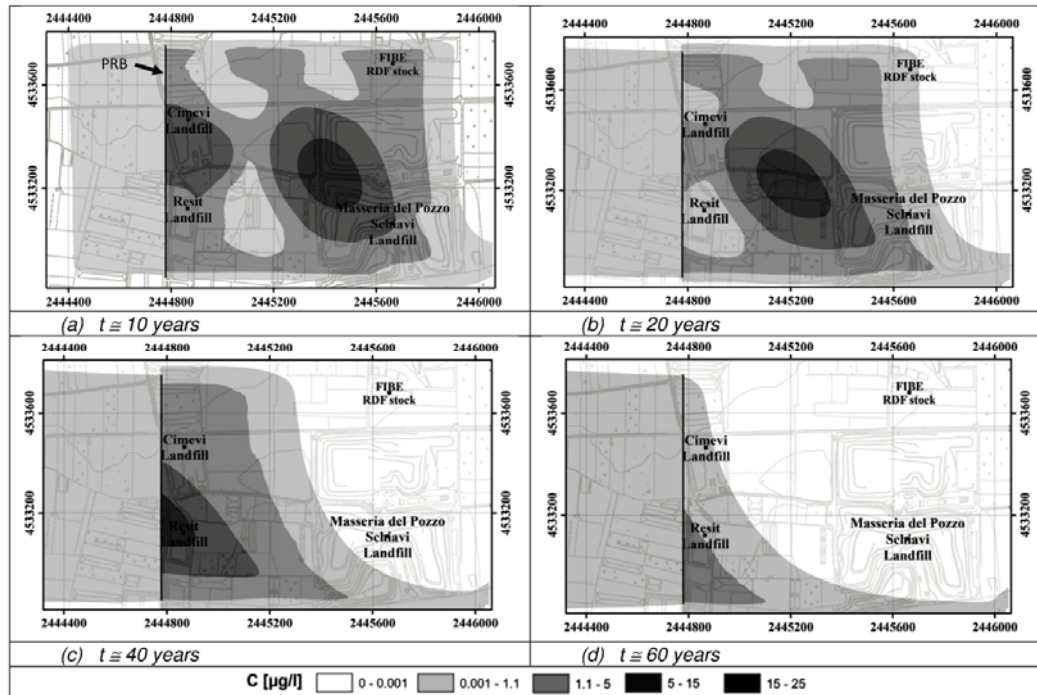 2444400 2444800 2445200 2445600 2446000
2444800 2445200 2445600 2446000
PRB
FIBE
RDF stock
4533600
4533600
Cimevi
Landfill
4533200
4533200
Resit
Landfill
Masseria del Pozzo
Schiavi
Landfill
2444400 2444800 2445200 2445600 2446000
(a) t ≅ 10 years
2444400 2444800 2445200 2445600 2446000
FIBE
RDF stock
4533600
4533600
Cimevi
Landfill
4533200
4533200
Resit
Landfill
Masseria del Pozzo
Schiavi
Landfill
2444400 2444800 2445200 2445600 2446000
(b) t ≅ 20 years
2444400 2444800 2445200 2445600 2446000
FIBE
RDF stock
4533600
4533600
Cimevi
Landfill
4533200
4533200
Resit
Landfill
Masseria del Pozzo
Schiavi
Landfill
2444400 2444800 2445200 2445600 2446000
(c) t ≅ 40 years
2444400 2444800 2445200 2445600 2446000
FIBE
RDF stock
4533600
4533600
Cimevi
Landfill
4533200
4533200
Resit
Landfill
Masseria del Pozzo
Schiavi
Landfill
2444400 2444800 2445200 2445600 2446000
(d) t ≅ 60 years
C [µg/l] 0 - 0.001 0.001 - 1.1 1.1 - 5 5 - 15 15 - 25